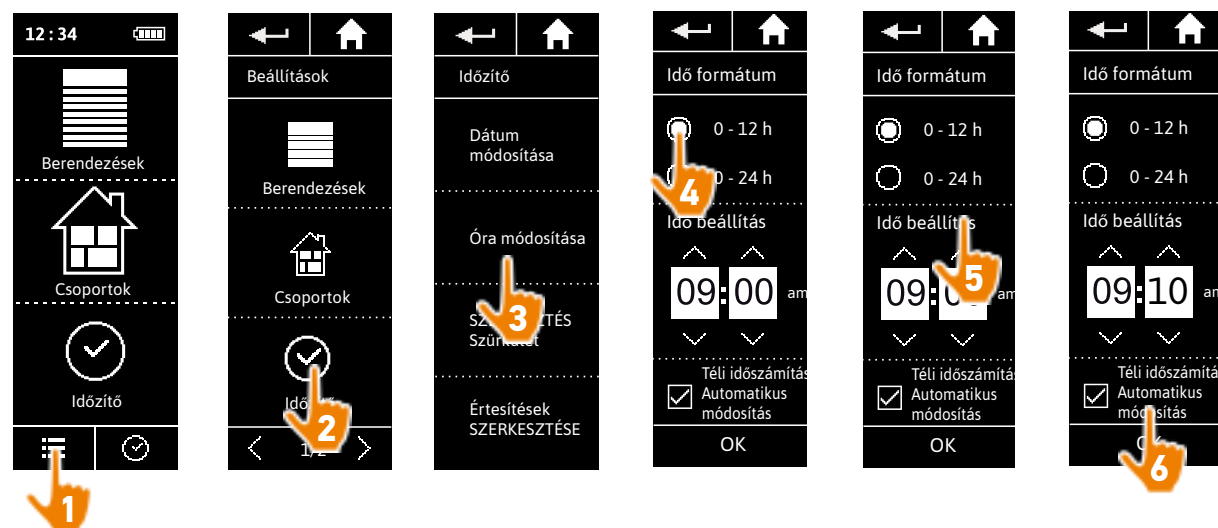 12:34
Berendezések
Csoportok
Időzítő
1
Beállítások
Berendezések
Csoportok
2
Időzítő
Dátum
módosítása
Óra módosítása
3
Értesítések
SZERKESZTÉSE
Idő formátum
0 - 12 h
0 - 24 h
4
Idő beállítás
09:00 am
Téli időszámítás
Automatikus
módosítás
OK
Idő formátum
0 - 12 h
0 - 24 h
Idő beállítás
5
09:
am
Téli időszámítás
Automatikus
módosítás
OK
Idő formátum
0 - 12 h
0 - 24 h
Idő beállítás
09:10 am
Téli időszámítás
Automatikus
módosítás
OK
6